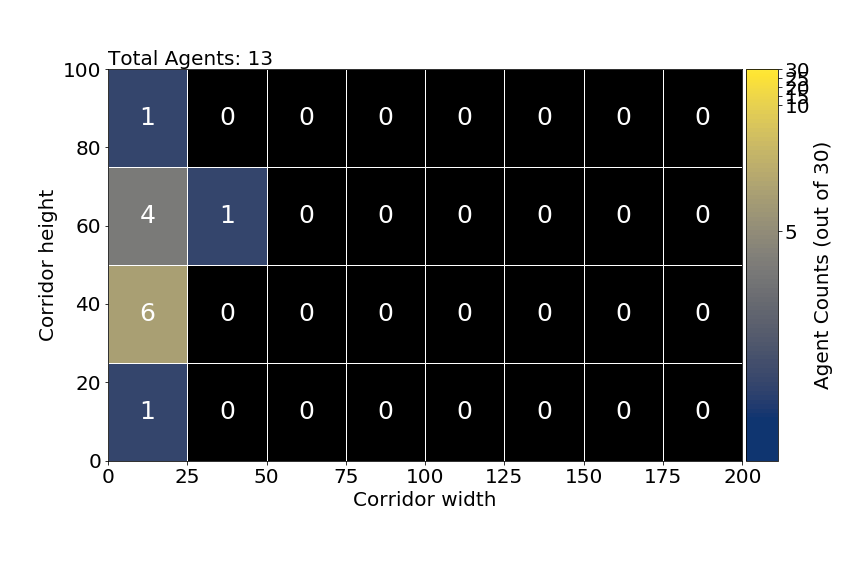 Total Agents: 13
100
80
60
40
20
0
Corridor height
1 0 0 0 0 0 0 0
4 1 0 0 0 0 0 0
6 0 0 0 0 0 0 0
1 0 0 0 0 0 0 0
0 25 50 75 100 125 150 175 200
Corridor width
30
25
20
15
10
5
Agent Counts (out of 30)